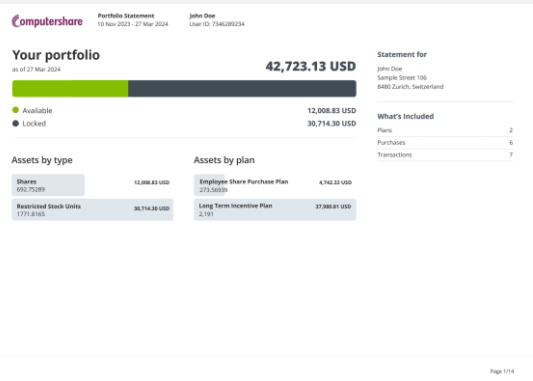 Computershare
Portfolio Statement
10 Nov 2023 - 27 Mar 2024
John Doe
User ID: 7346289234
Your portfolio
as of 27 Mar 2024
42,723.13 USD
Available 12,008.83 USD
Locked 30,714.30 USD
Assets by type
Shares 12,008.83 USD
692.75289
Restricted Stock Units 30,714.30 USD
1771.8165
Assets by plan
Employee Share Purchase Plan 4,742.32 USD
273.56939
Long Term Incentive Plan 37,980.81 USD
2,191
Statement for
John Doe
Sample Street 106
8480 Zurich, Switzerland
What's Included
Plans 2
Purchases 6
Transactions 7
Page 1/14